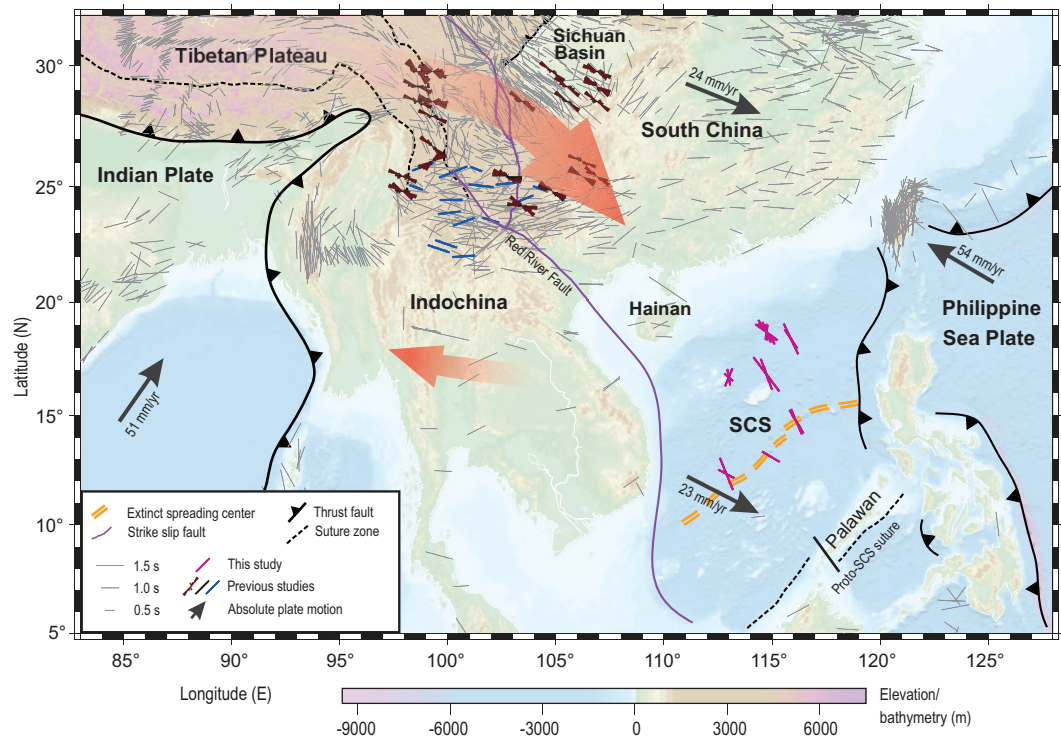 Tibetan Plateau
Sichuan
Basin
24 mm/yr
South China
Indian Plate
Red River Fault
54 mm/yr
Indochina
Hainan
Philippine
Sea Plate
51 mm/yr
SCS
23 mm/yr
Palawan
Proto-SCS suture
Latitude (N)
30°
25°
20°
15°
10°
5°
Extinct spreading center
Thrust fault
Strike slip fault
Suture zone
1.5 s
This study
1.0 s
Previous studies
0.5 s
Absolute plate motion
85°
90°
95°
100°
105°
110°
115°
120°
125°
Longitude (E)
Elevation/
bathymetry (m)
-9000
-6000
-3000
0
3000
6000